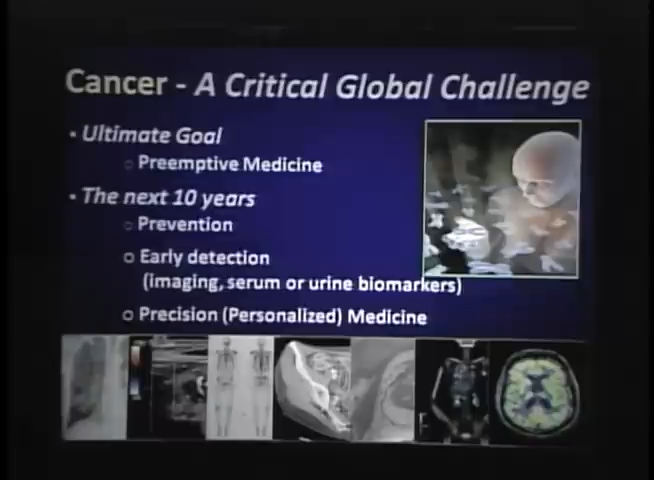 Cancer - A Critical Global Challenge
• Ultimate Goal
○ Preemptive Medicine
• The next 10 years
○ Prevention
○ Early detection
(imaging, serum or urine biomarkers)
○ Precision (Personalized) Medicine